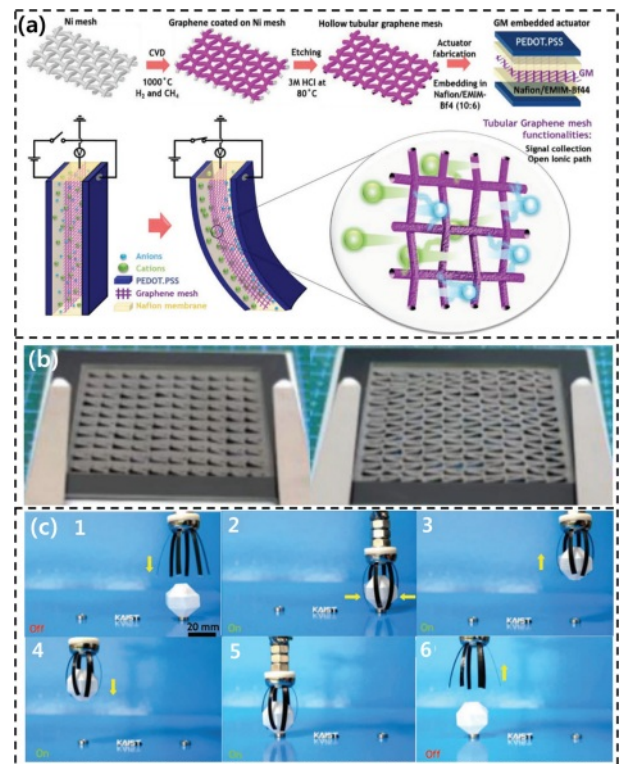 (a)
Ni mesh
Graphene coated on Ni mesh
Hollow tubular graphene mesh
GM embedded actuator
CVD
1000˚C
H2 and CH4
Etching
3M HCl at
80˚C
Actuator
fabrication
Embedding in
Nafion/EMIM-
Bf4 (10:6)
PEDOT.PSS
GM
Nafion/EMIM-Bf44
Tubular Graphene mesh
functionalities:
Signal collection
Open Ionic path
V
V
Anions
Cations
PEDOT.PSS
Graphene mesh
Nafion membrane
(b)
(c) 1
2
3
Off
KAIST
20 mm
On
KAIST
On
KAIST
4
5
6
On
KAIST
On
KAIST
Off
KAIST